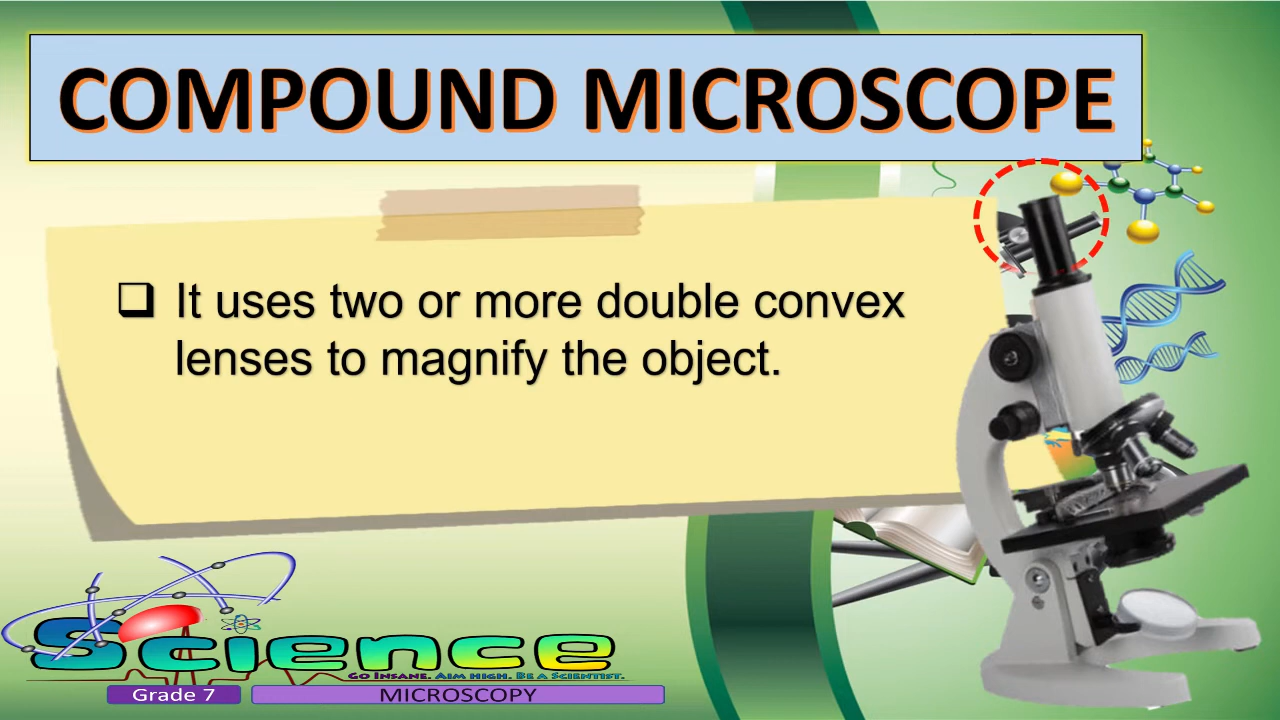 COMPOUND MICROSCOPE
❑ It uses two or more double convex
lenses to magnify the object.
Science
GO INSANE. AIM HIGH. BE A SCIENTIST.
Grade 7
MICROSCOPY